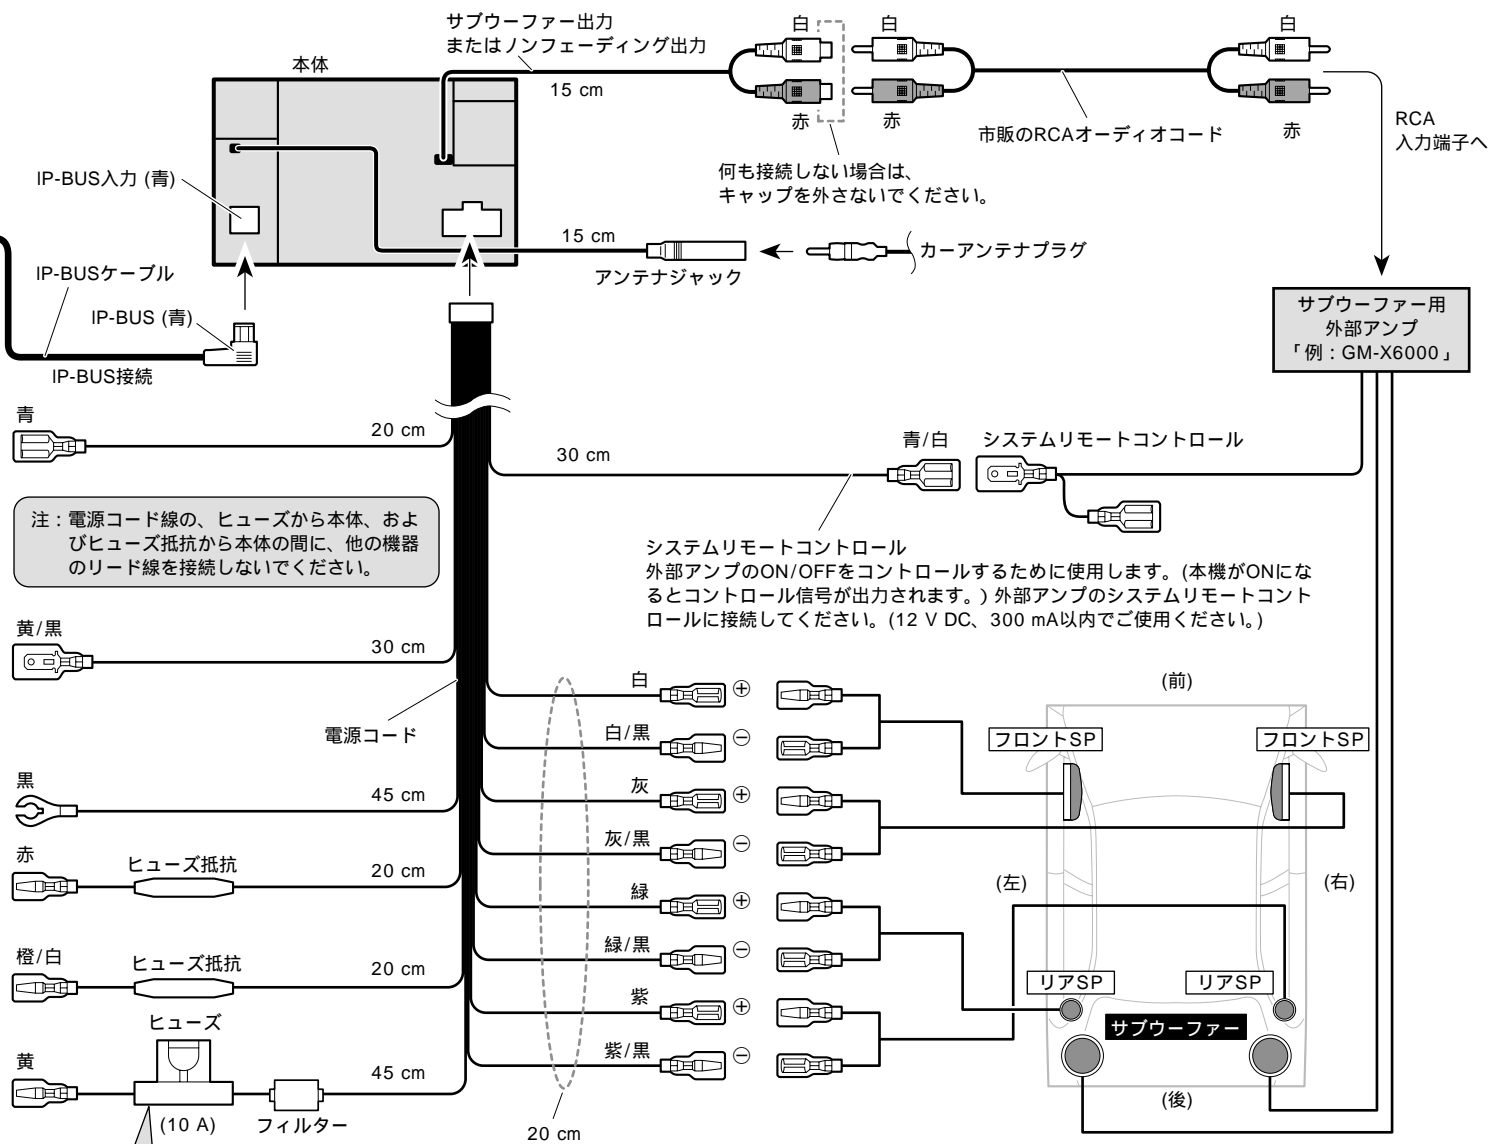 サブウーファー出力
またはノンフェーディング出力
本体
15 cm
白
赤
白
赤
白
赤
市販のRCAオーディオコード
RCA
入力端子へ
何も接続しない場合は、
キャップを外さないでください。
IP-BUS入力 (青)
15 cm
アンテナジャック
カーアンテナプラグ
IP-BUSケーブル
IP-BUS (青)
IP-BUS接続
サブウーファー用
外部アンプ
「例:GM-X6000」
青
20 cm
30 cm
青/白
システムリモートコントロール
注:電源コード線の、ヒューズから本体、およ
びヒューズ抵抗から本体の間に、他の機器
のリード線を接続しないでください。
システムリモートコントロール
外部アンプのON/OFFをコントロールするために使用します。(本機がONにな
るとコントロール信号が出力されます。) 外部アンプのシステムリモートコント
ロールに接続してください。(12 V DC、300 mA以内でご使用ください。)
黄/黒
30 cm
電源コード
黒
45 cm
赤
ヒューズ抵抗
20 cm
橙/白
ヒューズ抵抗
20 cm
黄
ヒューズ
(10 A)
フィルター
45 cm
白 ⊕
白/黒 ⊖
灰 ⊕
灰/黒 ⊖
緑 ⊕
緑/黒 ⊖
紫 ⊕
紫/黒 ⊖
20 cm
(前)
フロントSP
フロントSP
(左)
(右)
リアSP
リアSP
サブウーファー
(後)